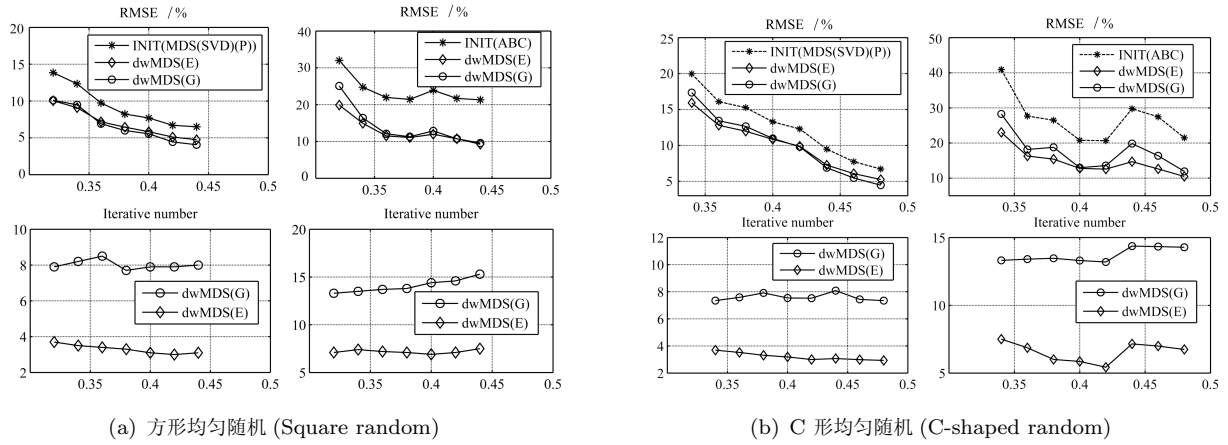 RMSE /%
20
15
10
5
0
0.35 0.4 0.45 0.5
INIT(MDS(SVD)(P))
dwMDS(E)
dwMDS(G)
RMSE /%
40
30
20
10
0
0.35 0.4 0.45 0.5
INIT(ABC)
dwMDS(E)
dwMDS(G)
Iterative number
10
8
6
4
2
0.35 0.4 0.45 0.5
dwMDS(G)
dwMDS(E)
20
15
10
5
0.35 0.4 0.45 0.5
dwMDS(G)
dwMDS(E)
(a) 方形均匀随机 (Square random)
RMSE /%
25
20
15
10
5
0.35 0.4 0.45 0.5
INIT(MDS(SVD)(P))
dwMDS(E)
dwMDS(G)
RMSE /%
50
40
30
20
10
0.35 0.4 0.45 0.5
INIT(ABC)
dwMDS(E)
dwMDS(G)
Iterative number
12
10
8
6
4
2
0.35 0.4 0.45 0.5
dwMDS(G)
dwMDS(E)
Iterative number
15
10
5
0.35 0.4 0.45 0.5
dwMDS(G)
dwMDS(E)
(b) C 形均匀随机 (C-shaped random)